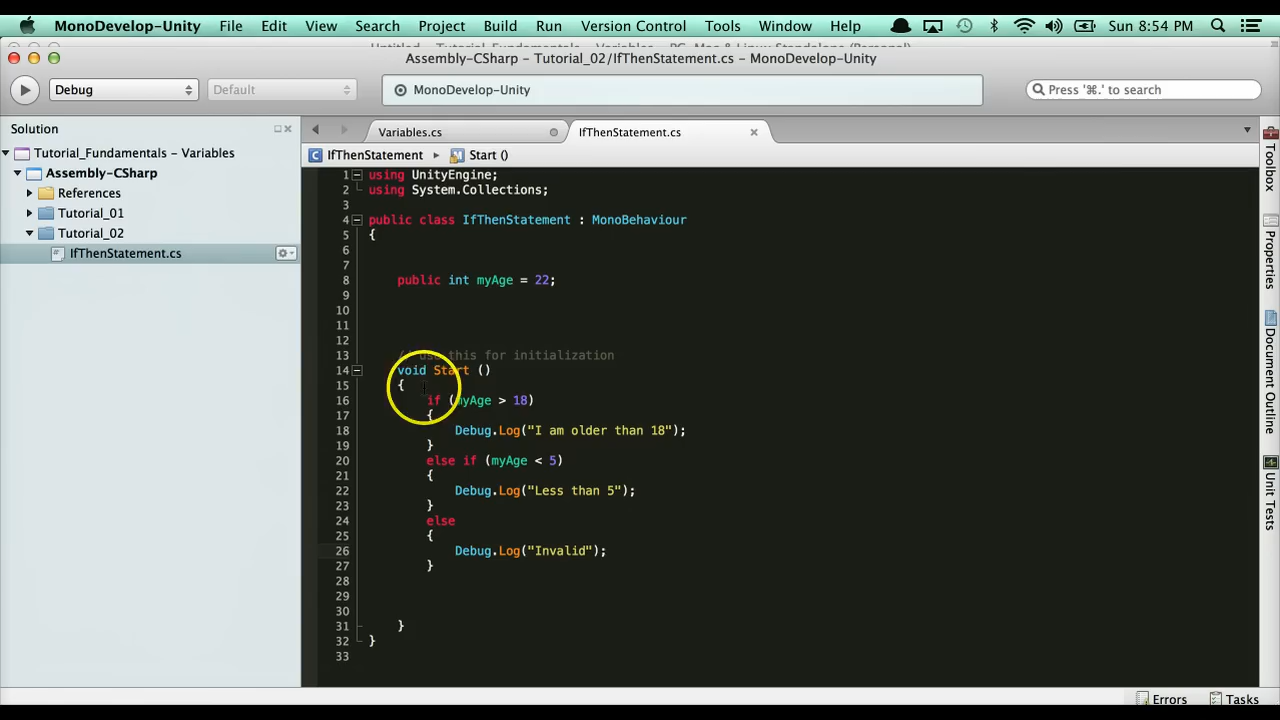 MonoDevelop-Unity File Edit View Search Project Build Run Version Control Tools Window Help Sun 8:54 PM
Assembly-CSharp – Tutorial_02/IfThenStatement.cs – MonoDevelop-Unity
Debug Default MonoDevelop-Unity Press '⌘.' to search
Solution
Variables.cs IfThenStatement.cs
Tutorial_Fundamentals – Variables
Assembly-CSharp
References
Tutorial_01
Tutorial_02
IfThenStatement.cs
IfThenStatement Start ()
1 using UnityEngine;
2 using System.Collections;
3
4 public class IfThenStatement : MonoBehaviour
5 {
6
7
8 public int myAge = 22;
9
10
11
12
13 // Use this for initialization
14 void Start ()
15 {
16 if (myAge > 18)
17 {
18 Debug.Log("I am older than 18");
19 }
20 else if (myAge < 5)
21 {
22 Debug.Log("Less than 5");
23 }
24 else
25 {
26 Debug.Log("Invalid");
27 }
28
29
30
31 }
32 }
33
Toolbox
Properties
Document Outline
Unit Tests
Errors Tasks